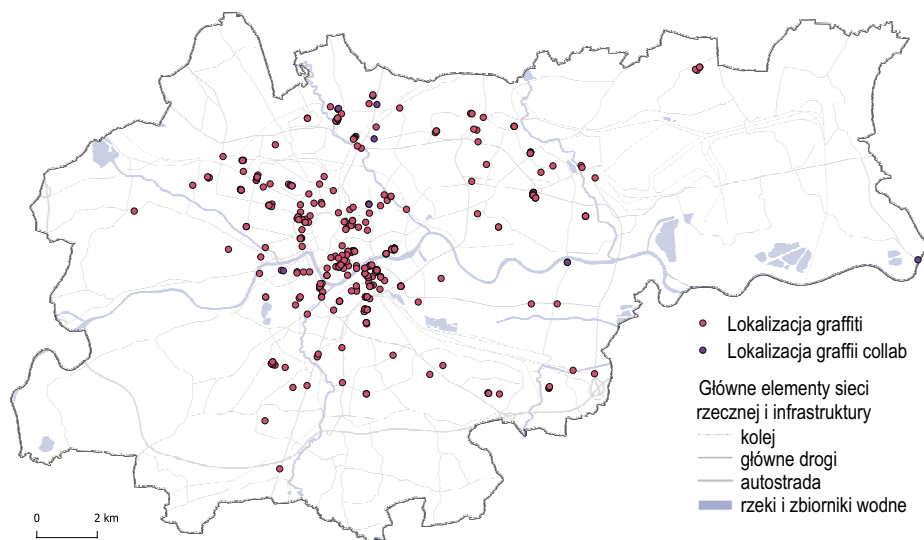 Lokalizacja graffiti
Lokalizacja graffii collab
Główne elementy sieci
rzecznej i infrastruktury
kolej
główne drogi
autostrada
rzeki i zbiorniki wodne
0 2 km